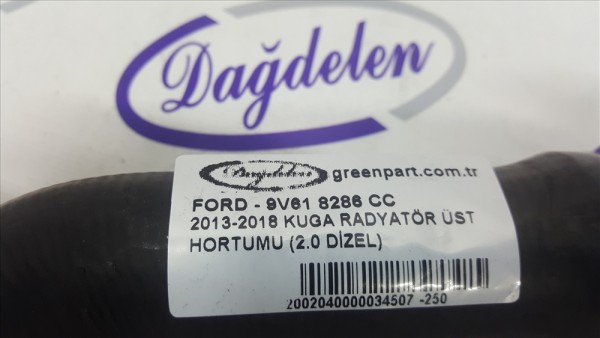 Dağdelen
Dağdelen greenpart.com.tr
FORD - 9V61 8286 CC
2013-2018 KUGA RADYATÖR ÜST
HORTUMU (2.0 DİZEL)
2002040000034507 -250